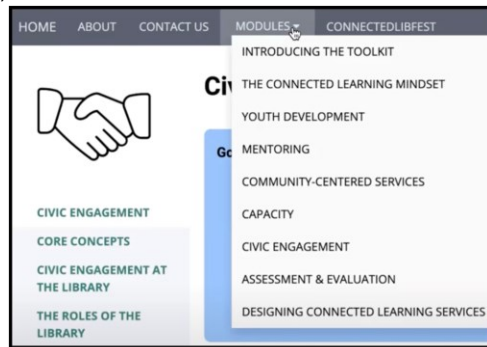 HOME ABOUT CONTACT US MODULES CONNECTEDLIBFEST
INTRODUCING THE TOOLKIT
THE CONNECTED LEARNING MINDSET
YOUTH DEVELOPMENT
MENTORING
COMMUNITY-CENTERED SERVICES
CAPACITY
CIVIC ENGAGEMENT
ASSESSMENT & EVALUATION
DESIGNING CONNECTED LEARNING SERVICES
CIVIC ENGAGEMENT
CORE CONCEPTS
CIVIC ENGAGEMENT AT
THE LIBRARY
THE ROLES OF THE
LIBRARY